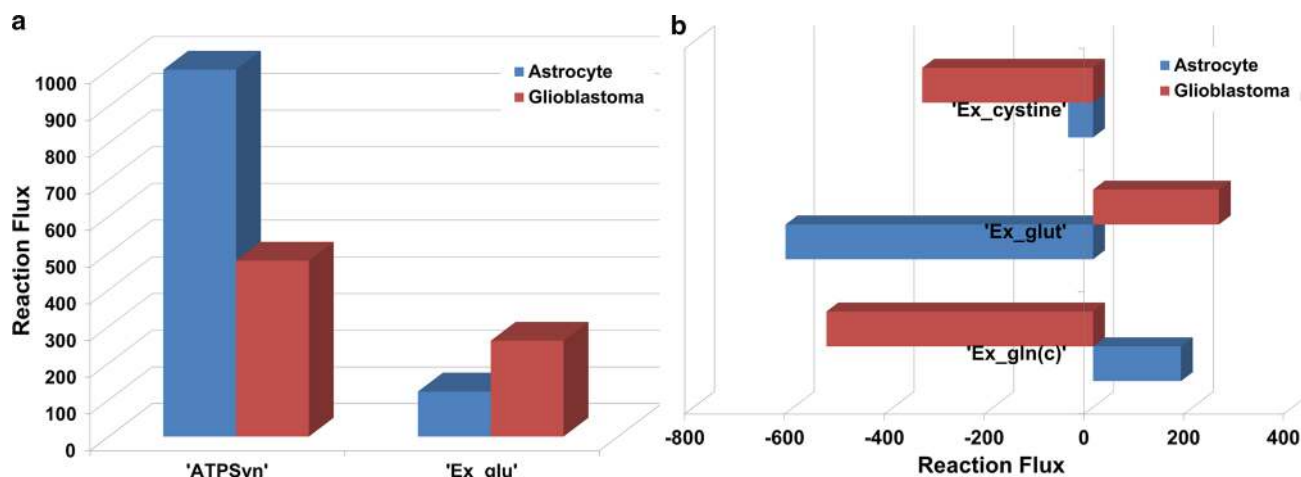 a
Reaction Flux
1000
900
800
700
600
500
400
300
200
100
0
'ATPSyn'
'Ex_glu'
Astrocyte
Glioblastoma
b
Astrocyte
Glioblastoma
'Ex_cystine'
'Ex_glut'
'Ex_gln(c)'
-800 -600 -400 -200 0 200 400
Reaction Flux